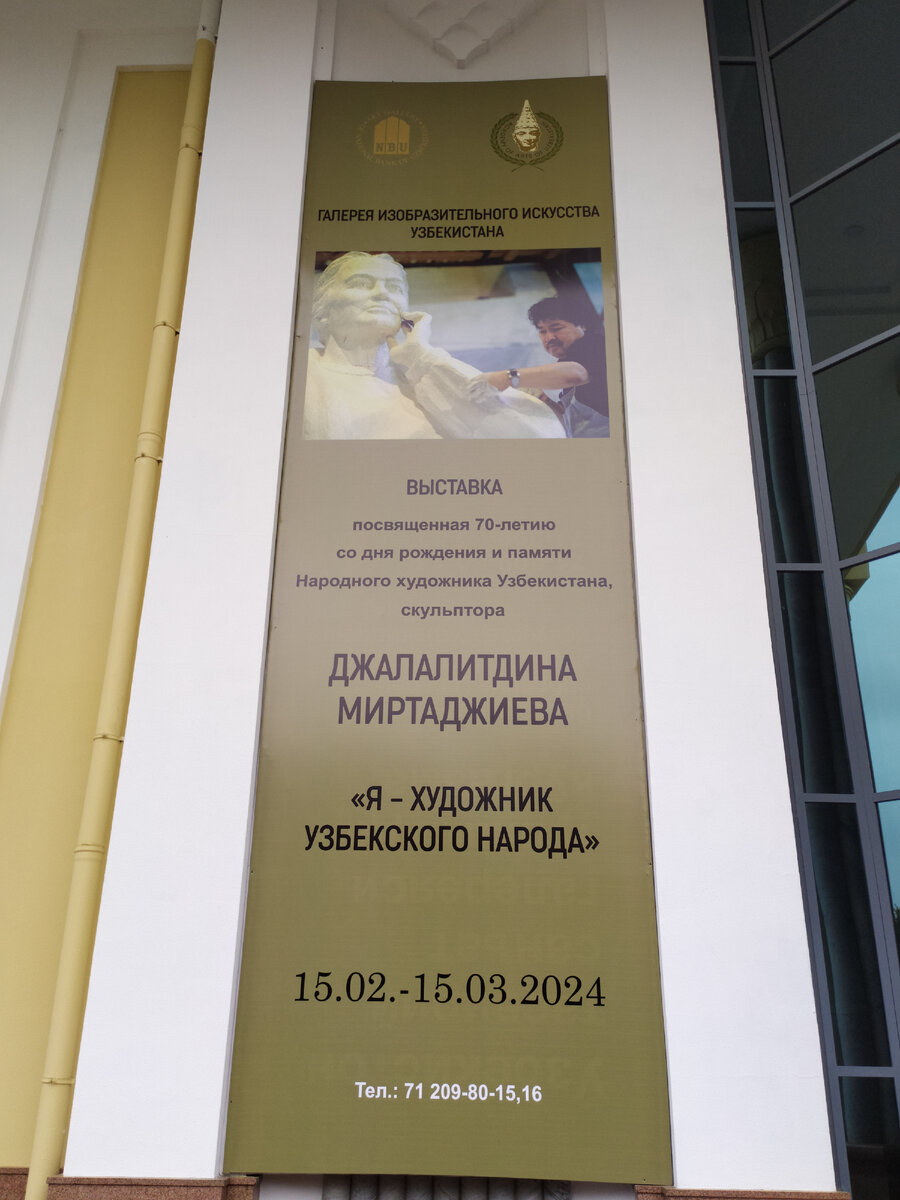 NBU
ГАЛЕРЕЯ ИЗОБРАЗИТЕЛЬНОГО ИСКУССТВА
УЗБЕКИСТАНА
ВЫСТАВКА
посвященная 70-летию
со дня рождения и памяти
Народного художника Узбекистана,
скульптора
ДЖАЛАЛИТДИНА
МИРТАДЖИЕВА
«Я – ХУДОЖНИК
УЗБЕКСКОГО НАРОДА»
15.02.-15.03.2024
Тел.: 71 209-80-15,16